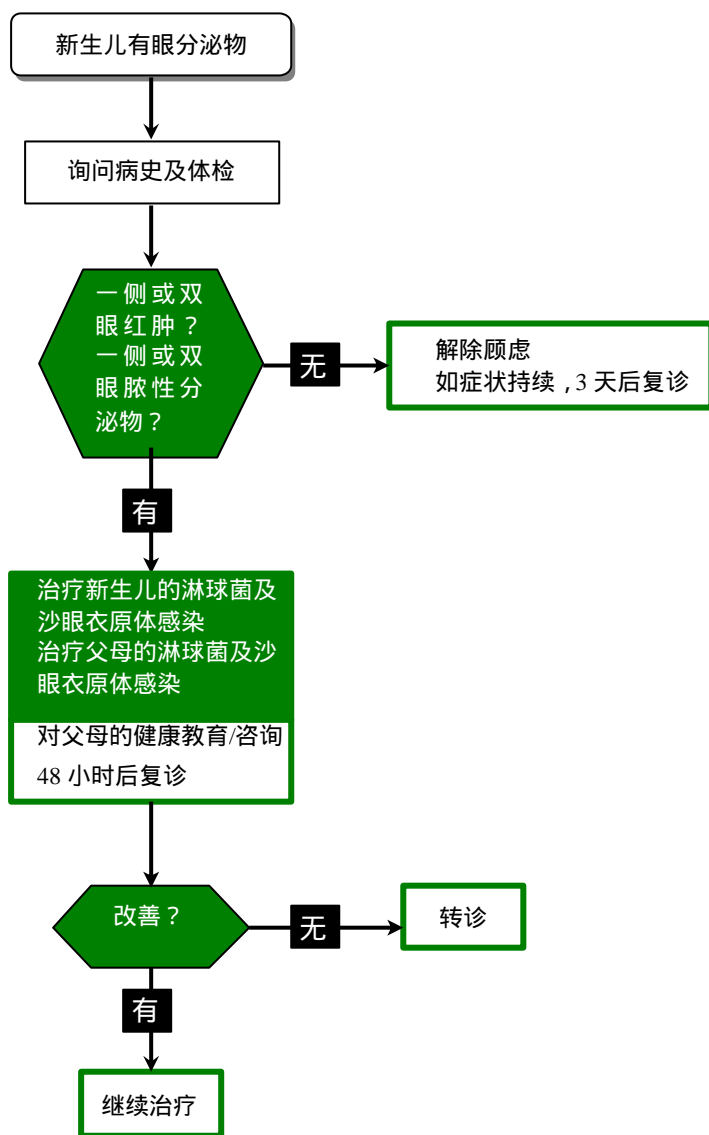 新生儿有眼分泌物
询问病史及体检
一侧或双
眼红肿？
一侧或双
眼脓性分
泌物？
无
解除顾虑
如症状持续，3 天后复诊
有
治疗新生儿的淋球菌及
沙眼衣原体感染
治疗父母的淋球菌及沙
眼衣原体感染
对父母的健康教育/咨询
48 小时后复诊
改善？
无
转诊
有
继续治疗